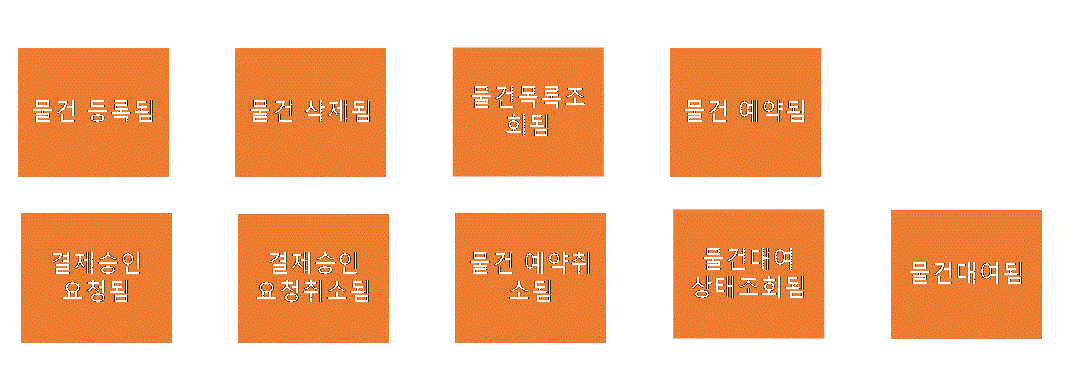 물건 등록됨
물건 삭제됨
물건목록조
회됨
물건 예약됨
결제승인
요청됨
결제승인
요청취소됨
물건 예약취
소됨
물건대여
상태조회됨
물건대여됨